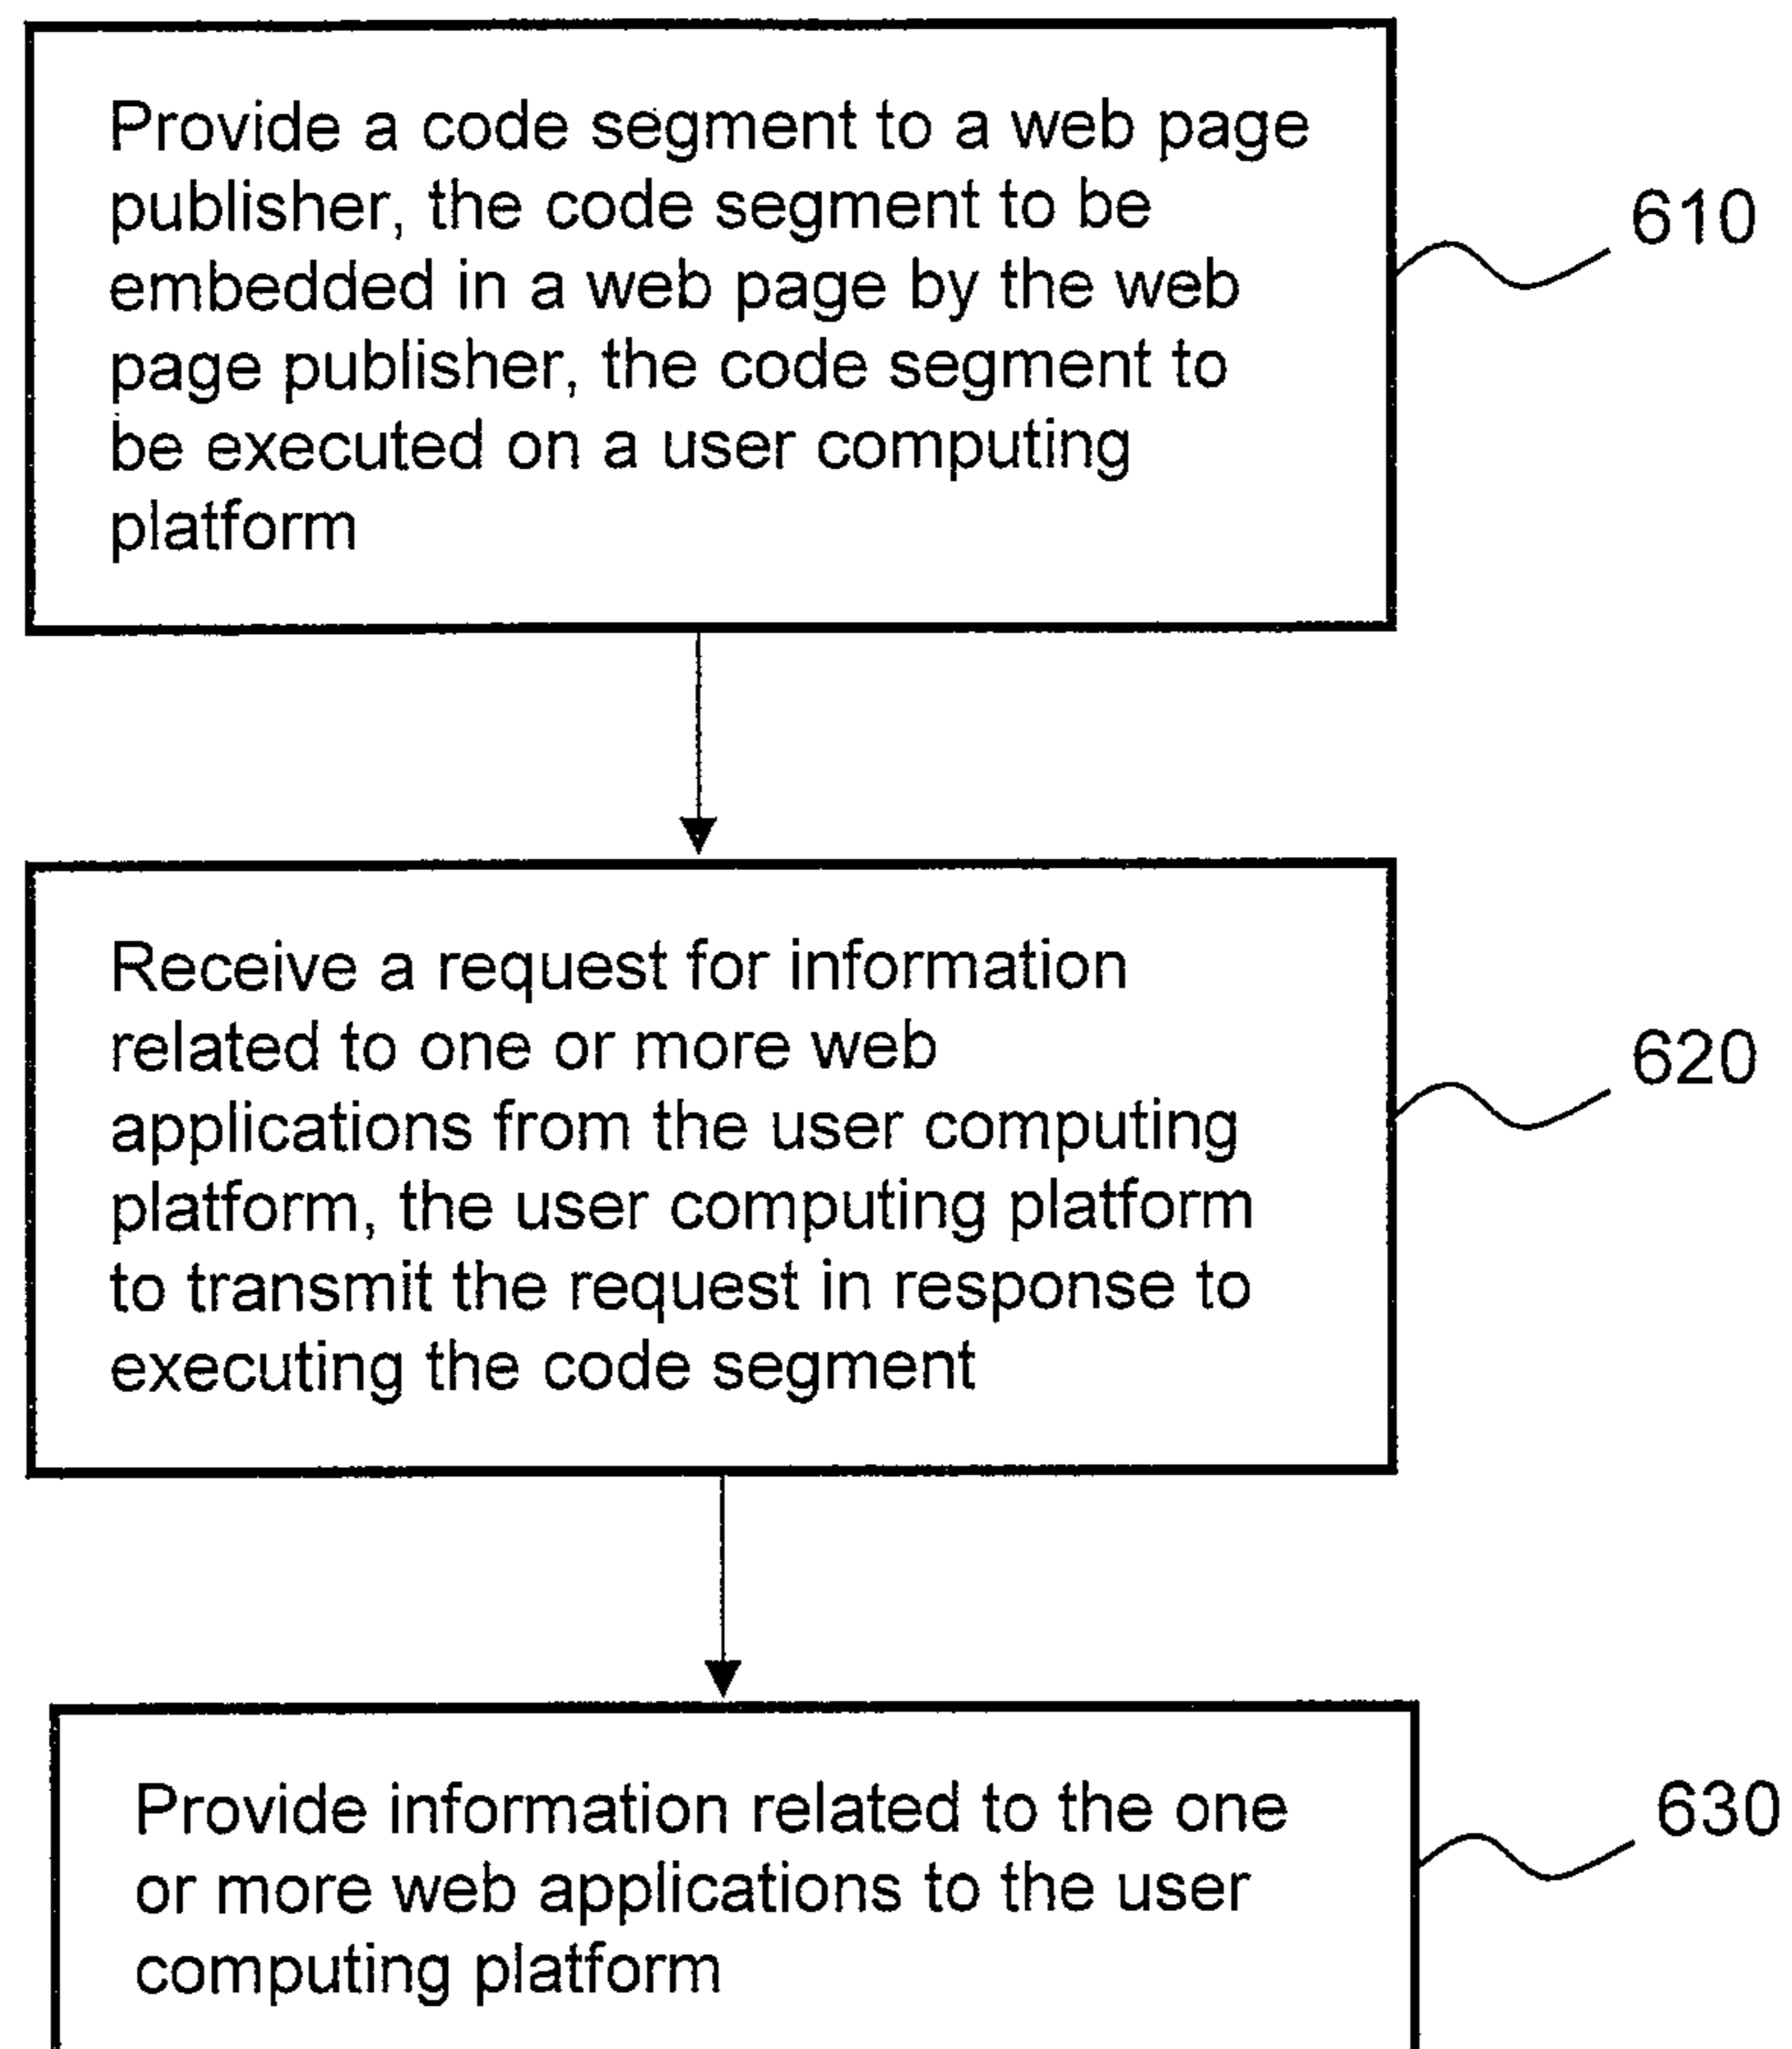 Provide a code segment to a web page
publisher, the code segment to be
embedded in a web page by the web
page publisher, the code segment to
be executed on a user computing
platform
610
Receive a request for information
related to one or more web
applications from the user computing
platform, the user computing platform
to transmit the request in response to
executing the code segment
620
Provide information related to the one
or more web applications to the user
computing platform
630